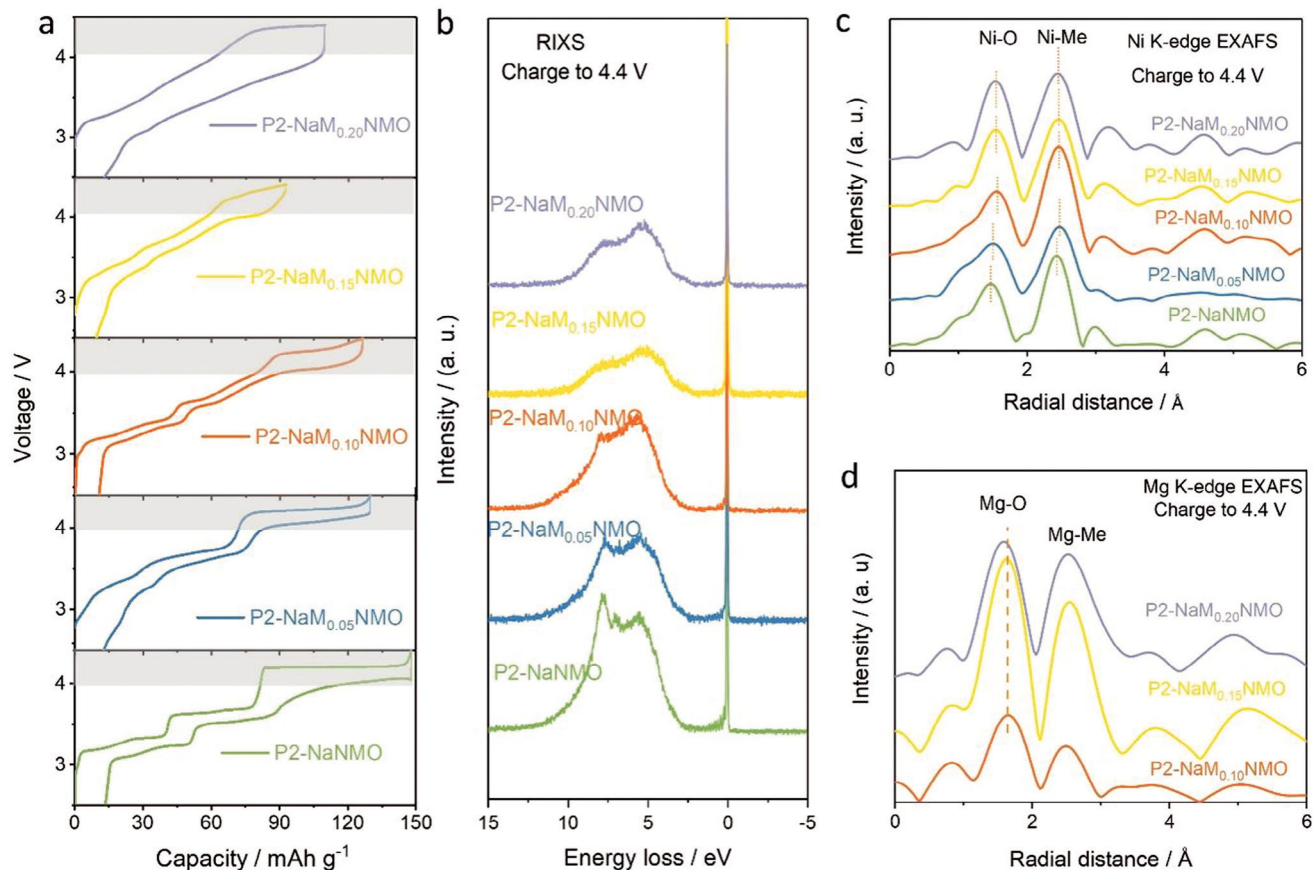 a
4
3
P2-NaM0.20NMO
4
3
P2-NaM0.15NMO
4
3
P2-NaM0.10NMO
4
3
P2-NaM0.05NMO
4
3
P2-NaNMO
0 30 60 90 120 150
Voltage / V
Capacity / mAh g-1
b
RIXS
Charge to 4.4 V
P2-NaM0.20NMO
P2-NaM0.15NMO
P2-NaM0.10NMO
P2-NaM0.05NMO
P2-NaNMO
15 10 5 0 -5
Intensity / (a. u.)
Energy loss / eV
c
Ni-O Ni-Me
Ni K-edge EXAFS
Charge to 4.4 V
P2-NaM0.20NMO
P2-NaM0.15NMO
P2-NaM0.10NMO
P2-NaM0.05NMO
P2-NaNMO
0 2 4 6
Intensity / (a. u.)
Radial distance / Å
d
Mg K-edge EXAFS
Charge to 4.4 V
Mg-O
Mg-Me
P2-NaM0.20NMO
P2-NaM0.15NMO
P2-NaM0.10NMO
0 2 4 6
Intensity / (a. u)
Radial distance / Å